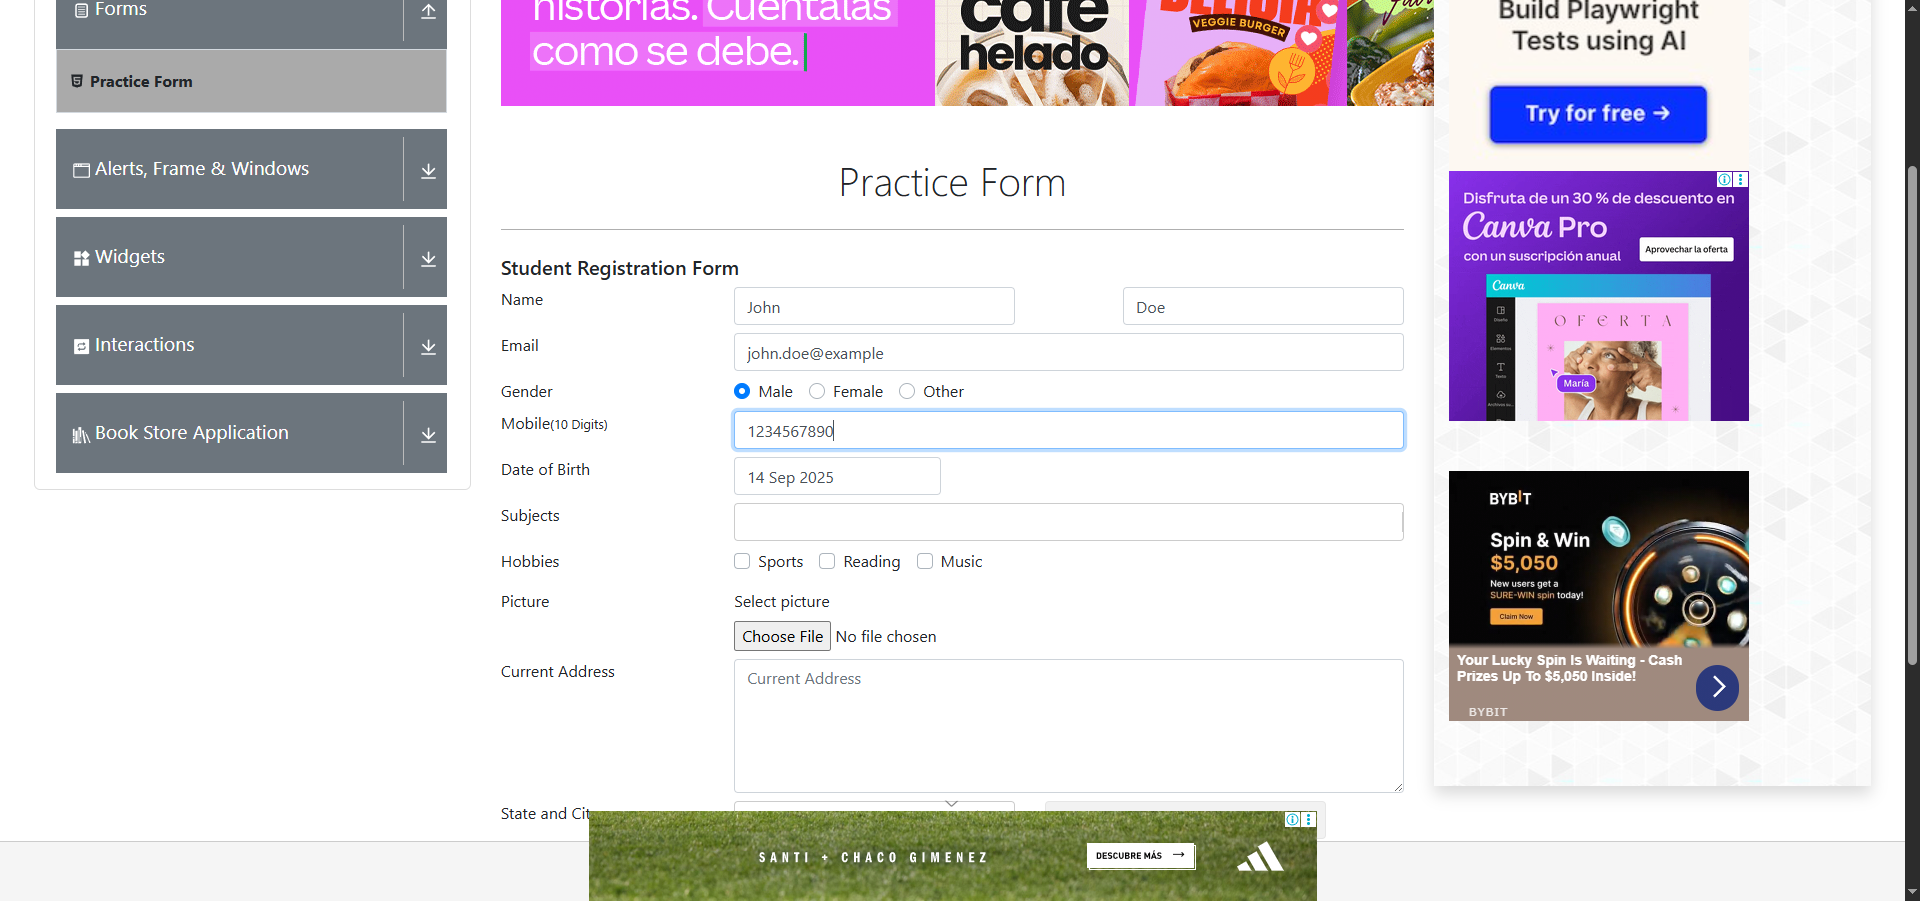 Forms
Practice Form
Alerts, Frame & Windows
Widgets
Interactions
Book Store Application
historias. Cuéntalas
como se debe.
café
helado
VEGGIE BURGER
Practice Form
Student Registration Form
Name
John
Doe
Email
john.doe@example
Gender
Male
Female
Other
Mobile(10 Digits)
1234567890
Date of Birth
14 Sep 2025
Subjects
Hobbies
Sports
Reading
Music
Picture
Select picture
Choose File
No file chosen
Current Address
Current Address
State and Cit
SANTI + CHACO GIMENEZ
DESCUBRE MÁS
Build Playwright
Tests using AI
Try for free →
Disfruta de un 30 % de descuento en
Canva Pro
con un suscripción anual
Aprovechar la oferta
Canva
Diseño
Elementos
Texto
OFERTA
María
BYBIT
Spin & Win
$5,050
New users get a
SURE-WIN spin today!
Claim Now
Your Lucky Spin Is Waiting - Cash
Prizes Up To $5,050 Inside!
BYBIT